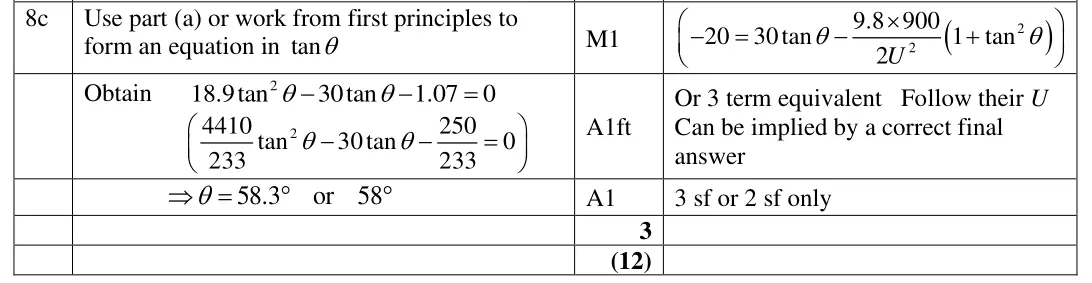 8c Use part (a) or work from first principles to form an equation in tan θ M1 (−20 = 30 tan θ − (9.8×900)/(2U²) (1 + tan² θ))
Obtain 18.9 tan² θ − 30 tan θ − 1.07 = 0
(4410/233 tan² θ − 30 tan θ − 250/233 = 0)
A1ft
Or 3 term equivalent Follow their U
Can be implied by a correct final
answer
⇒ θ = 58.3° or 58° A1 3 sf or 2 sf only
3
(12)